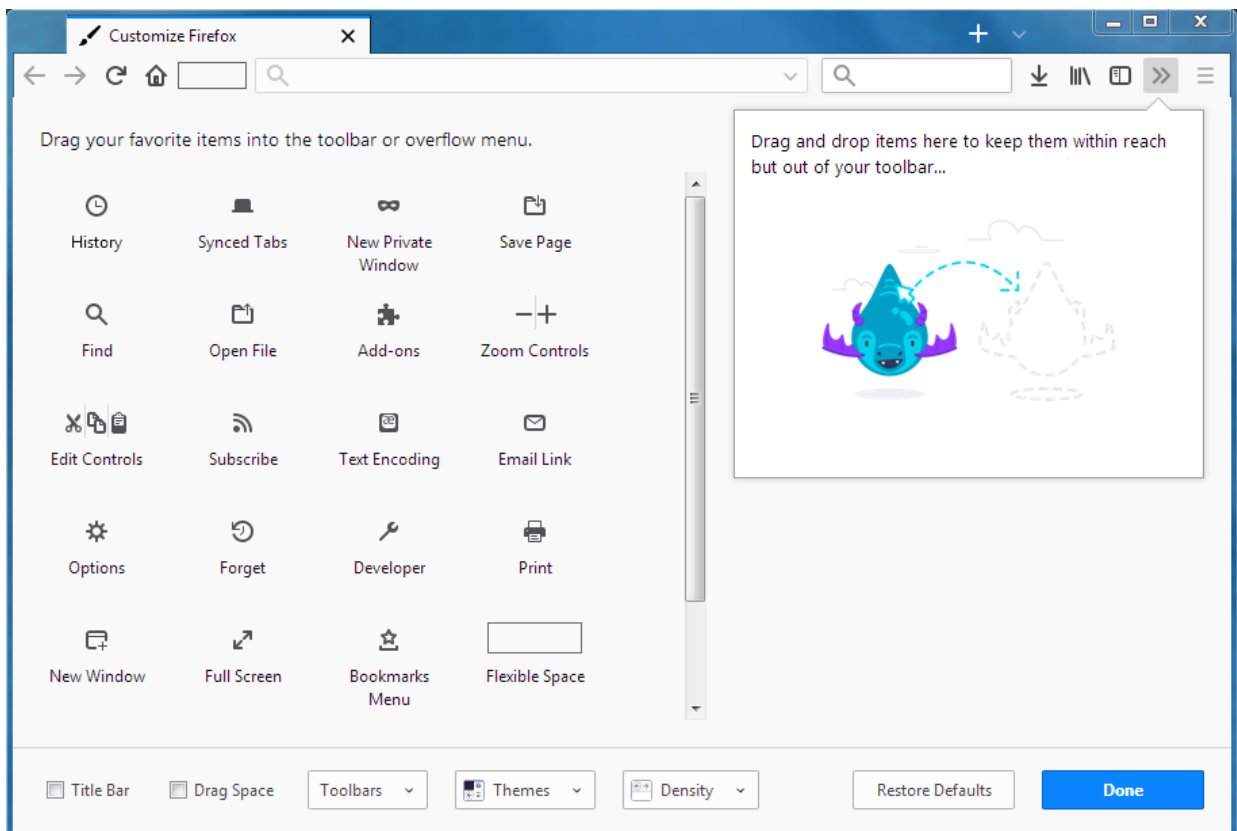 Customize Firefox
Drag your favorite items into the toolbar or overflow menu.
Drag and drop items here to keep them within reach
but out of your toolbar...
History
Synced Tabs
New Private
Window
Save Page
Find
Open File
Add-ons
Zoom Controls
æ
Edit Controls
Subscribe
Text Encoding
Email Link
Options
Forget
Developer
Print
New Window
Full Screen
Bookmarks
Menu
Flexible Space
Title Bar
Drag Space
Toolbars
Themes
Density
Restore Defaults
Done